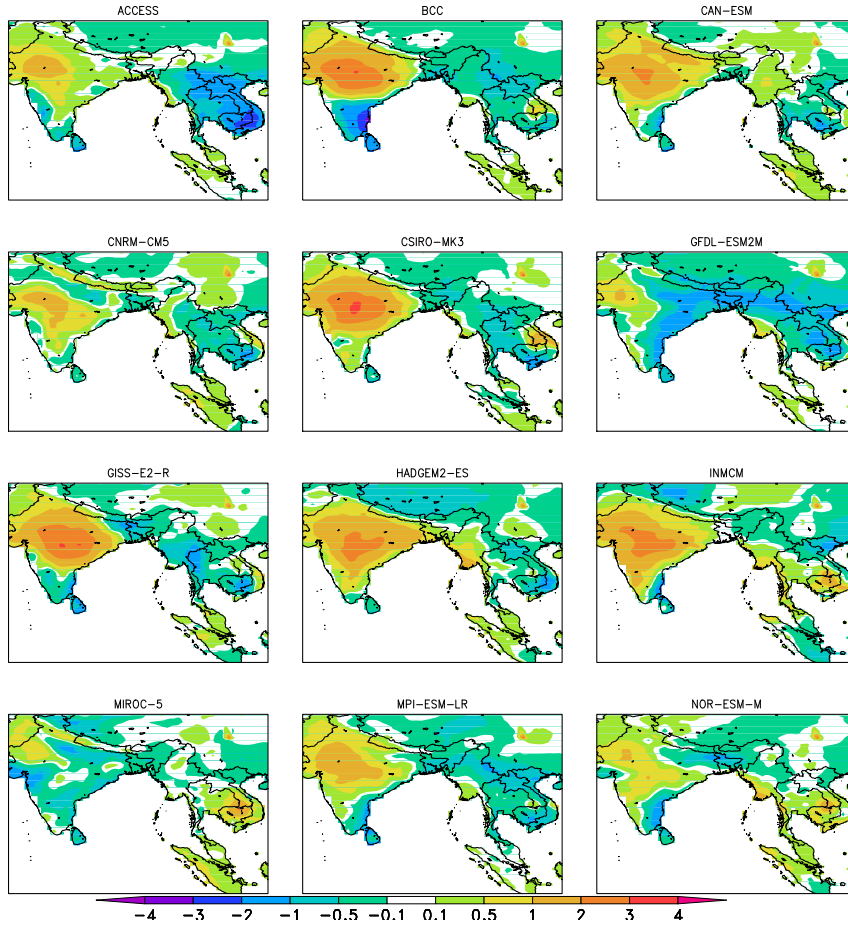 ACCESS BCC CAN-ESM
CNRM-CM5 CSIRO-MK3 GFDL-ESM2M
GISS-E2-R HADGEM2-ES INMCM
MIROC-5 MPI-ESM-LR NOR-ESM-M
-4 -3 -2 -1 -0.5 -0.1 0.1 0.5 1 2 3 4